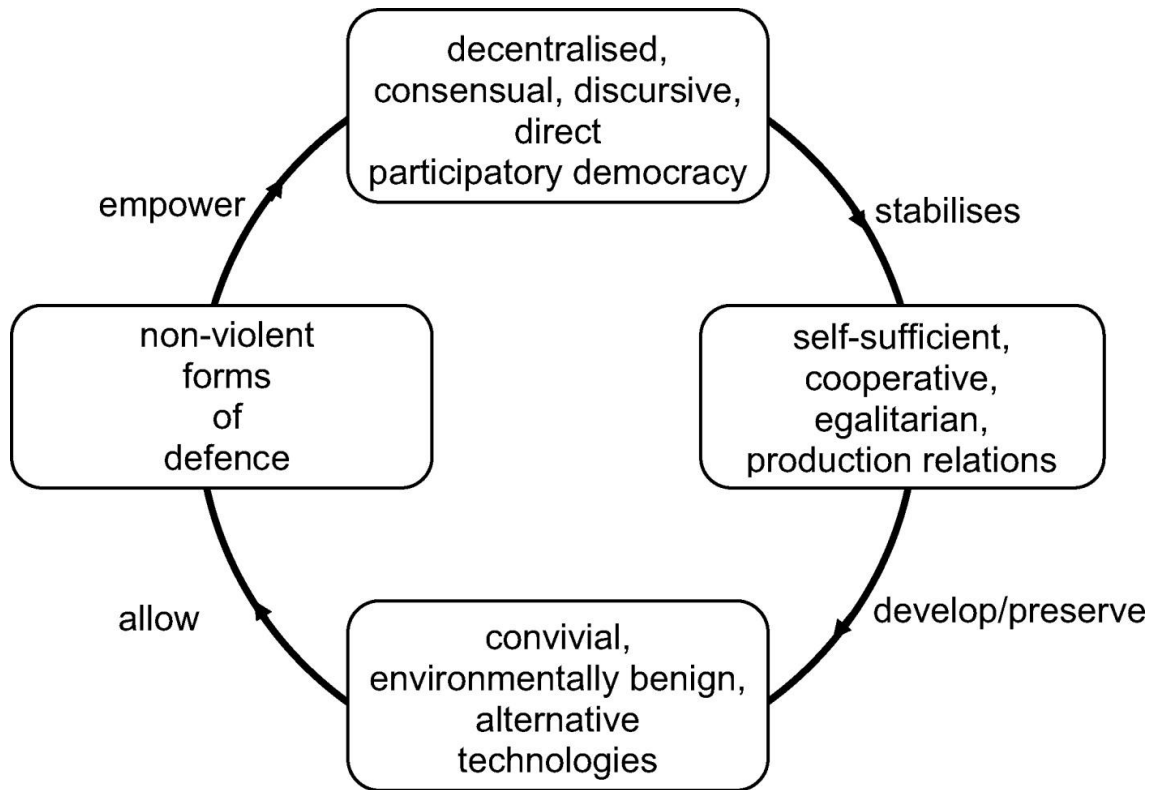 decentralised,
consensual, discursive,
direct
participatory democracy
empower
stabilises
non-violent
forms
of
defence
self-sufficient,
cooperative,
egalitarian,
production relations
allow
develop/preserve
convivial,
environmentally benign,
alternative
technologies